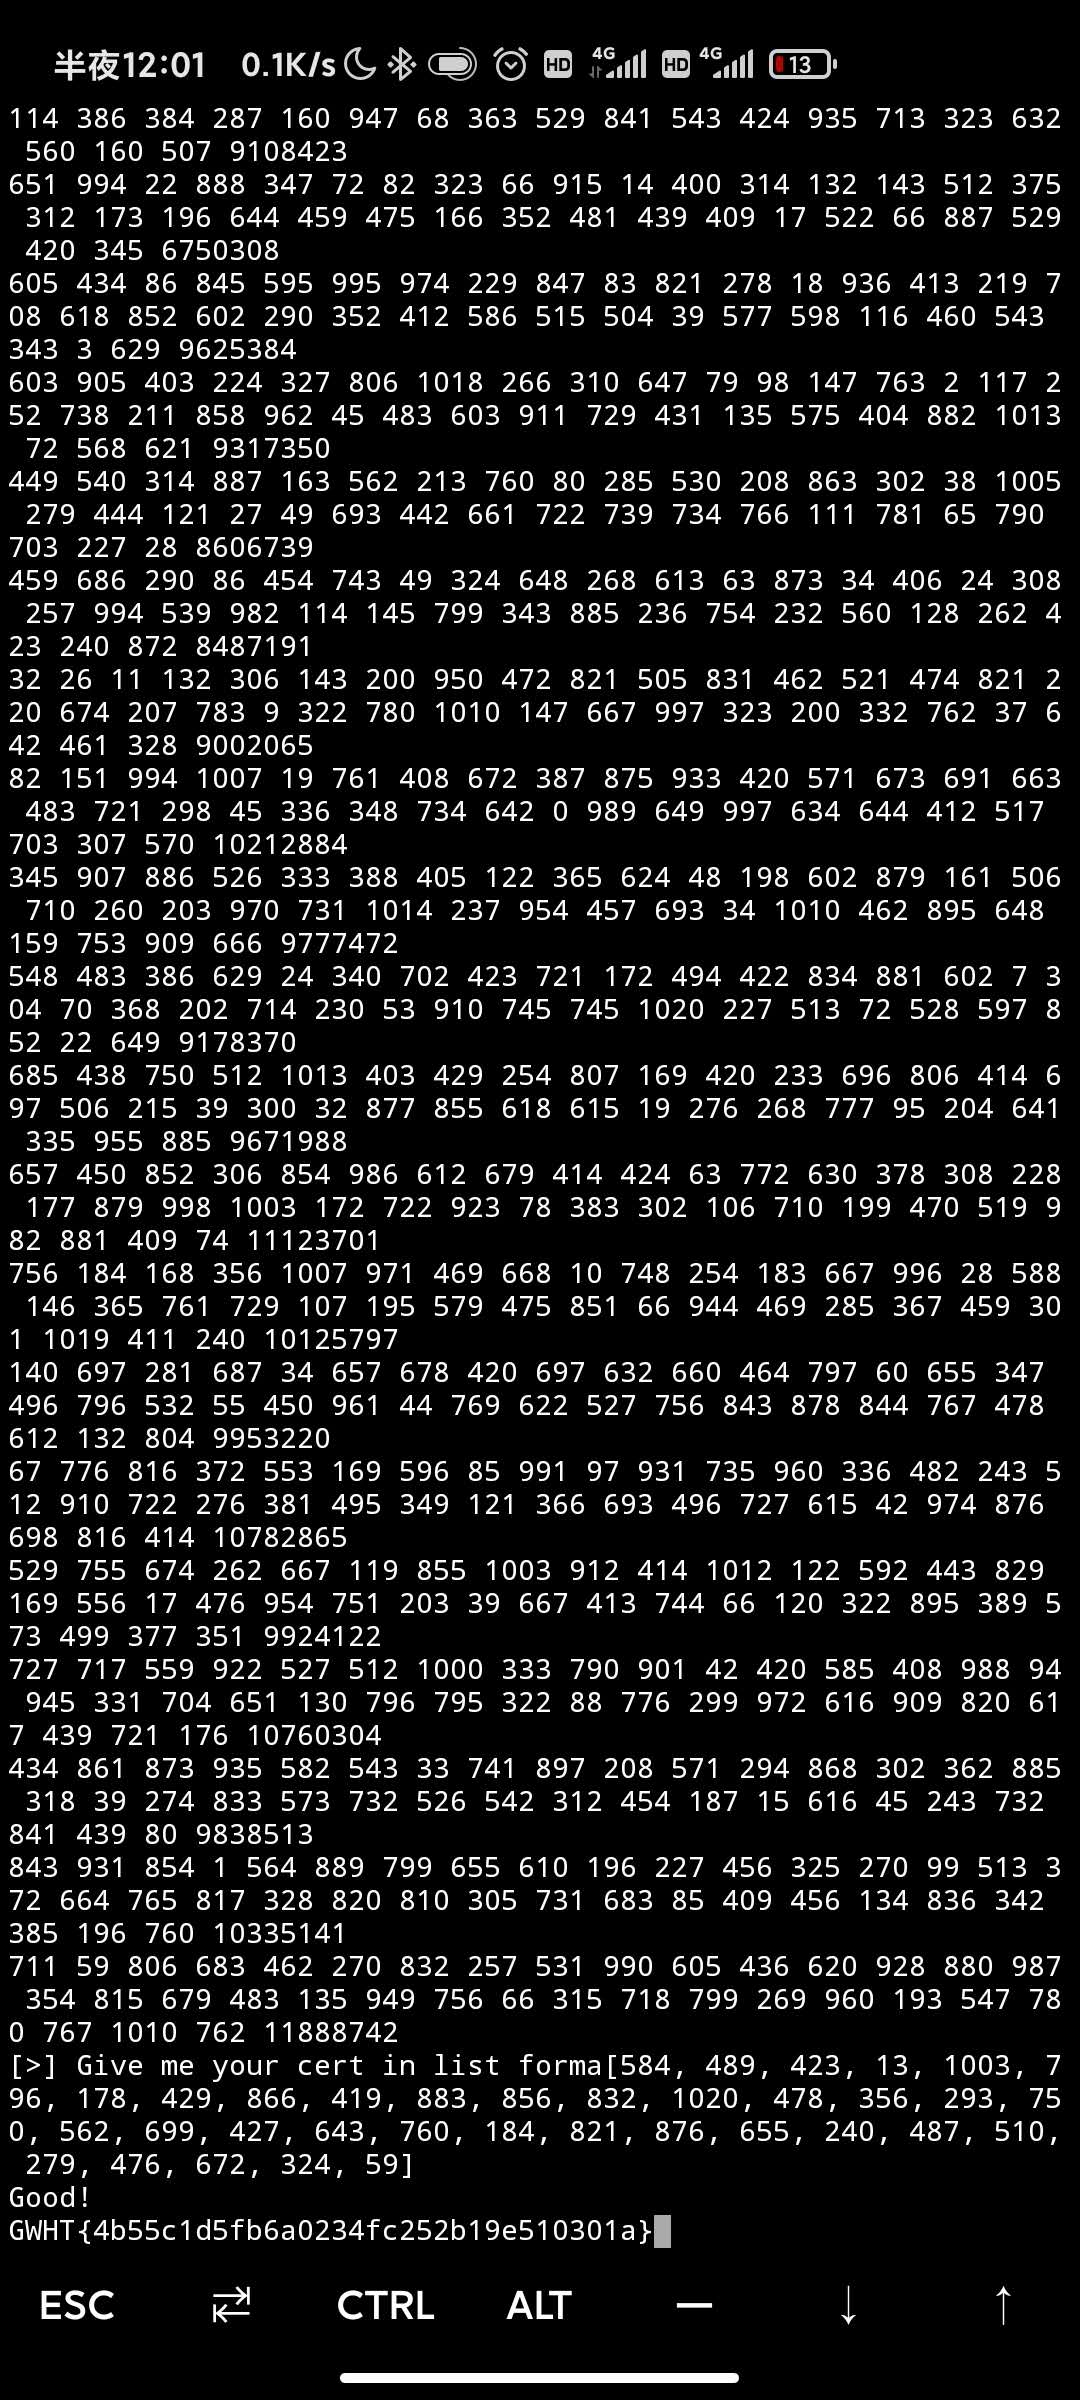 半夜12:01 0.1K/s HD 4G HD 4G 13
114 386 384 287 160 947 68 363 529 841 543 424 935 713 323 632
560 160 507 9108423
651 994 22 888 347 72 82 323 66 915 14 400 314 132 143 512 375
312 173 196 644 459 475 166 352 481 439 409 17 522 66 887 529
420 345 6750308
605 434 86 845 595 995 974 229 847 83 821 278 18 936 413 219 7
08 618 852 602 290 352 412 586 515 504 39 577 598 116 460 543
343 3 629 9625384
603 905 403 224 327 806 1018 266 310 647 79 98 147 763 2 117 2
52 738 211 858 962 45 483 603 911 729 431 135 575 404 882 1013
72 568 621 9317350
449 540 314 887 163 562 213 760 80 285 530 208 863 302 38 1005
279 444 121 27 49 693 442 661 722 739 734 766 111 781 65 790
703 227 28 8606739
459 686 290 86 454 743 49 324 648 268 613 63 873 34 406 24 308
257 994 539 982 114 145 799 343 885 236 754 232 560 128 262 4
23 240 872 8487191
32 26 11 132 306 143 200 950 472 821 505 831 462 521 474 821 2
20 674 207 783 9 322 780 1010 147 667 997 323 200 332 762 37 6
42 461 328 9002065
82 151 994 1007 19 761 408 672 387 875 933 420 571 673 691 663
483 721 298 45 336 348 734 642 0 989 649 997 634 644 412 517
703 307 570 10212884
345 907 886 526 333 388 405 122 365 624 48 198 602 879 161 506
710 260 203 970 731 1014 237 954 457 693 34 1010 462 895 648
159 753 909 666 9777472
548 483 386 629 24 340 702 423 721 172 494 422 834 881 602 7 3
04 70 368 202 714 230 53 910 745 745 1020 227 513 72 528 597 8
52 22 649 9178370
685 438 750 512 1013 403 429 254 807 169 420 233 696 806 414 6
97 506 215 39 300 32 877 855 618 615 19 276 268 777 95 204 641
335 955 885 9671988
657 450 852 306 854 986 612 679 414 424 63 772 630 378 308 228
177 879 998 1003 172 722 923 78 383 302 106 710 199 470 519 9
82 881 409 74 11123701
756 184 168 356 1007 971 469 668 10 748 254 183 667 996 28 588
146 365 761 729 107 195 579 475 851 66 944 469 285 367 459 30
1 1019 411 240 10125797
140 697 281 687 34 657 678 420 697 632 660 464 797 60 655 347
496 796 532 55 450 961 44 769 622 527 756 843 878 844 767 478
612 132 804 9953220
67 776 816 372 553 169 596 85 991 97 931 735 960 336 482 243 5
12 910 722 276 381 495 349 121 366 693 496 727 615 42 974 876
698 816 414 10782865
529 755 674 262 667 119 855 1003 912 414 1012 122 592 443 829
169 556 17 476 954 751 203 39 667 413 744 66 120 322 895 389 5
73 499 377 351 9924122
727 717 559 922 527 512 1000 333 790 901 42 420 585 408 988 94
945 331 704 651 130 796 795 322 88 776 299 972 616 909 820 61
7 439 721 176 10760304
434 861 873 935 582 543 33 741 897 208 571 294 868 302 362 885
318 39 274 833 573 732 526 542 312 454 187 15 616 45 243 732
841 439 80 9838513
843 931 854 1 564 889 799 655 610 196 227 456 325 270 99 513 3
72 664 765 817 328 820 810 305 731 683 85 409 456 134 836 342
385 196 760 10335141
711 59 806 683 462 270 832 257 531 990 605 436 620 928 880 987
354 815 679 483 135 949 756 66 315 718 799 269 960 193 547 78
0 767 1010 762 11888742
[>] Give me your cert in list forma[584, 489, 423, 13, 1003, 7
96, 178, 429, 866, 419, 883, 856, 832, 1020, 478, 356, 293, 75
0, 562, 699, 427, 643, 760, 184, 821, 876, 655, 240, 487, 510,
279, 476, 672, 324, 59]
Good!
GWHT{4b55c1d5fb6a0234fc252b19e510301a}
ESC CTRL ALT — ↓ ↑